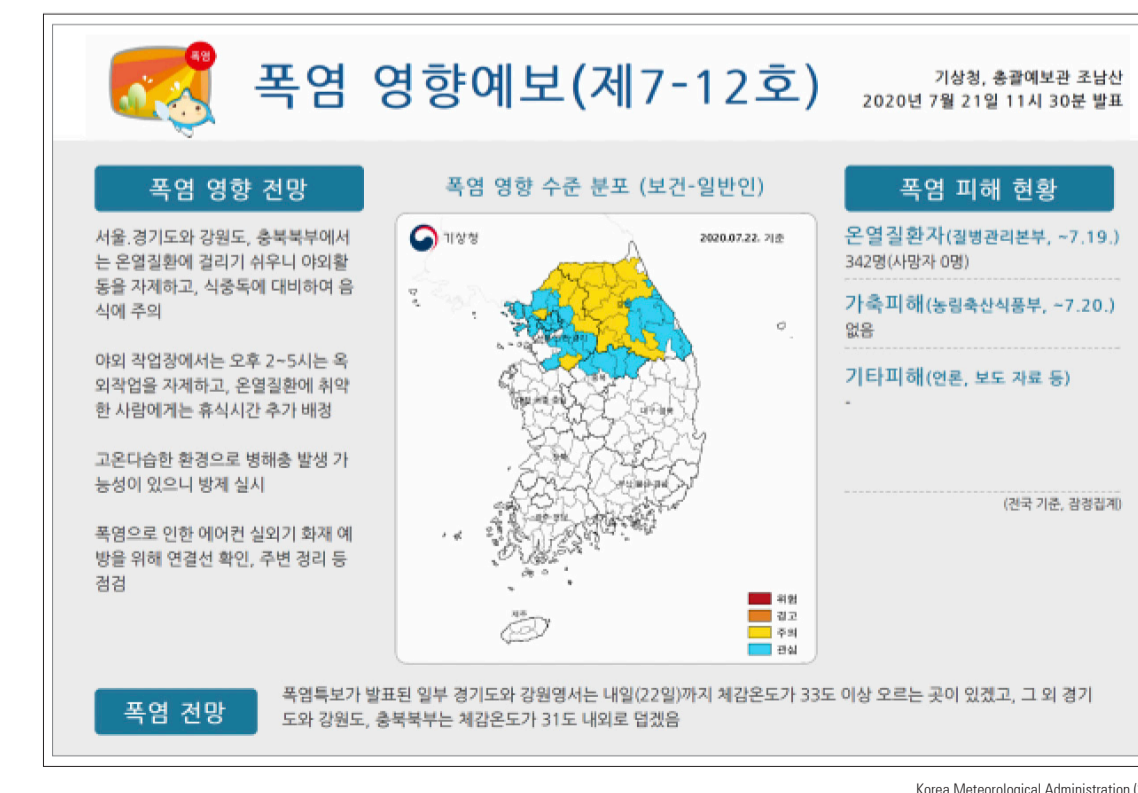 폭염
폭염 영향예보(제7-12호)
기상청, 총괄예보관 조남산
2020년 7월 21일 11시 30분 발표
폭염 영향 전망
서울.경기도와 강원도, 충북북부에서
는 온열질환에 걸리기 쉬우니 야외활
동을 자제하고, 식중독에 대비하여 음
식에 주의
야외 작업장에서는 오후 2~5시는 옥
외작업을 자제하고, 온열질환에 취약
한 사람에게는 휴식시간 추가 배정
고온다습한 환경으로 병해충 발생 가
능성이 있으니 방제 실시
폭염으로 인한 에어컨 실외기 화재 예
방을 위해 연결선 확인, 주변 정리 등
점검
폭염 영향 수준 분포 (보건-일반인)
기상청
2020.07.22. 기준
강원
충북
대구·경북
전북
제주
위험
경고
주의
관심
폭염 피해 현황
온열질환자(질병관리본부, ~7.19.)
342명(사망자 0명)
가축피해(농림축산식품부, ~7.20.)
없음
기타피해(언론, 보도 자료 등)
-
(전국 기준, 잠정집계)
폭염 전망
폭염특보가 발표된 일부 경기도와 강원영서는 내일(22일)까지 체감온도가 33도 이상 오르는 곳이 있겠고, 그 외 경기
도와 강원도, 충북북부는 체감온도가 31도 내외로 덥겠음
Korea Meteorological Administration (